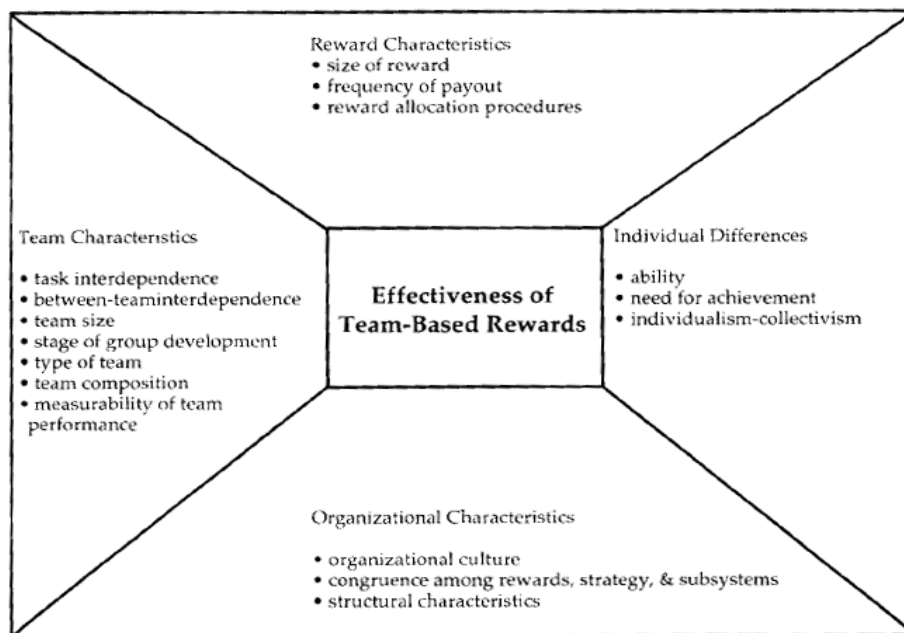 Reward Characteristics
• size of reward
• frequency of payout
• reward allocation procedures
Team Characteristics
• task interdependence
• between-teaminterdependence
• team size
• stage of group development
• type of team
• team composition
• measurability of team
performance
Effectiveness of
Team-Based Rewards
Individual Differences
• ability
• need for achievement
• individualism-collectivism
Organizational Characteristics
• organizational culture
• congruence among rewards, strategy, & subsystems
• structural characteristics